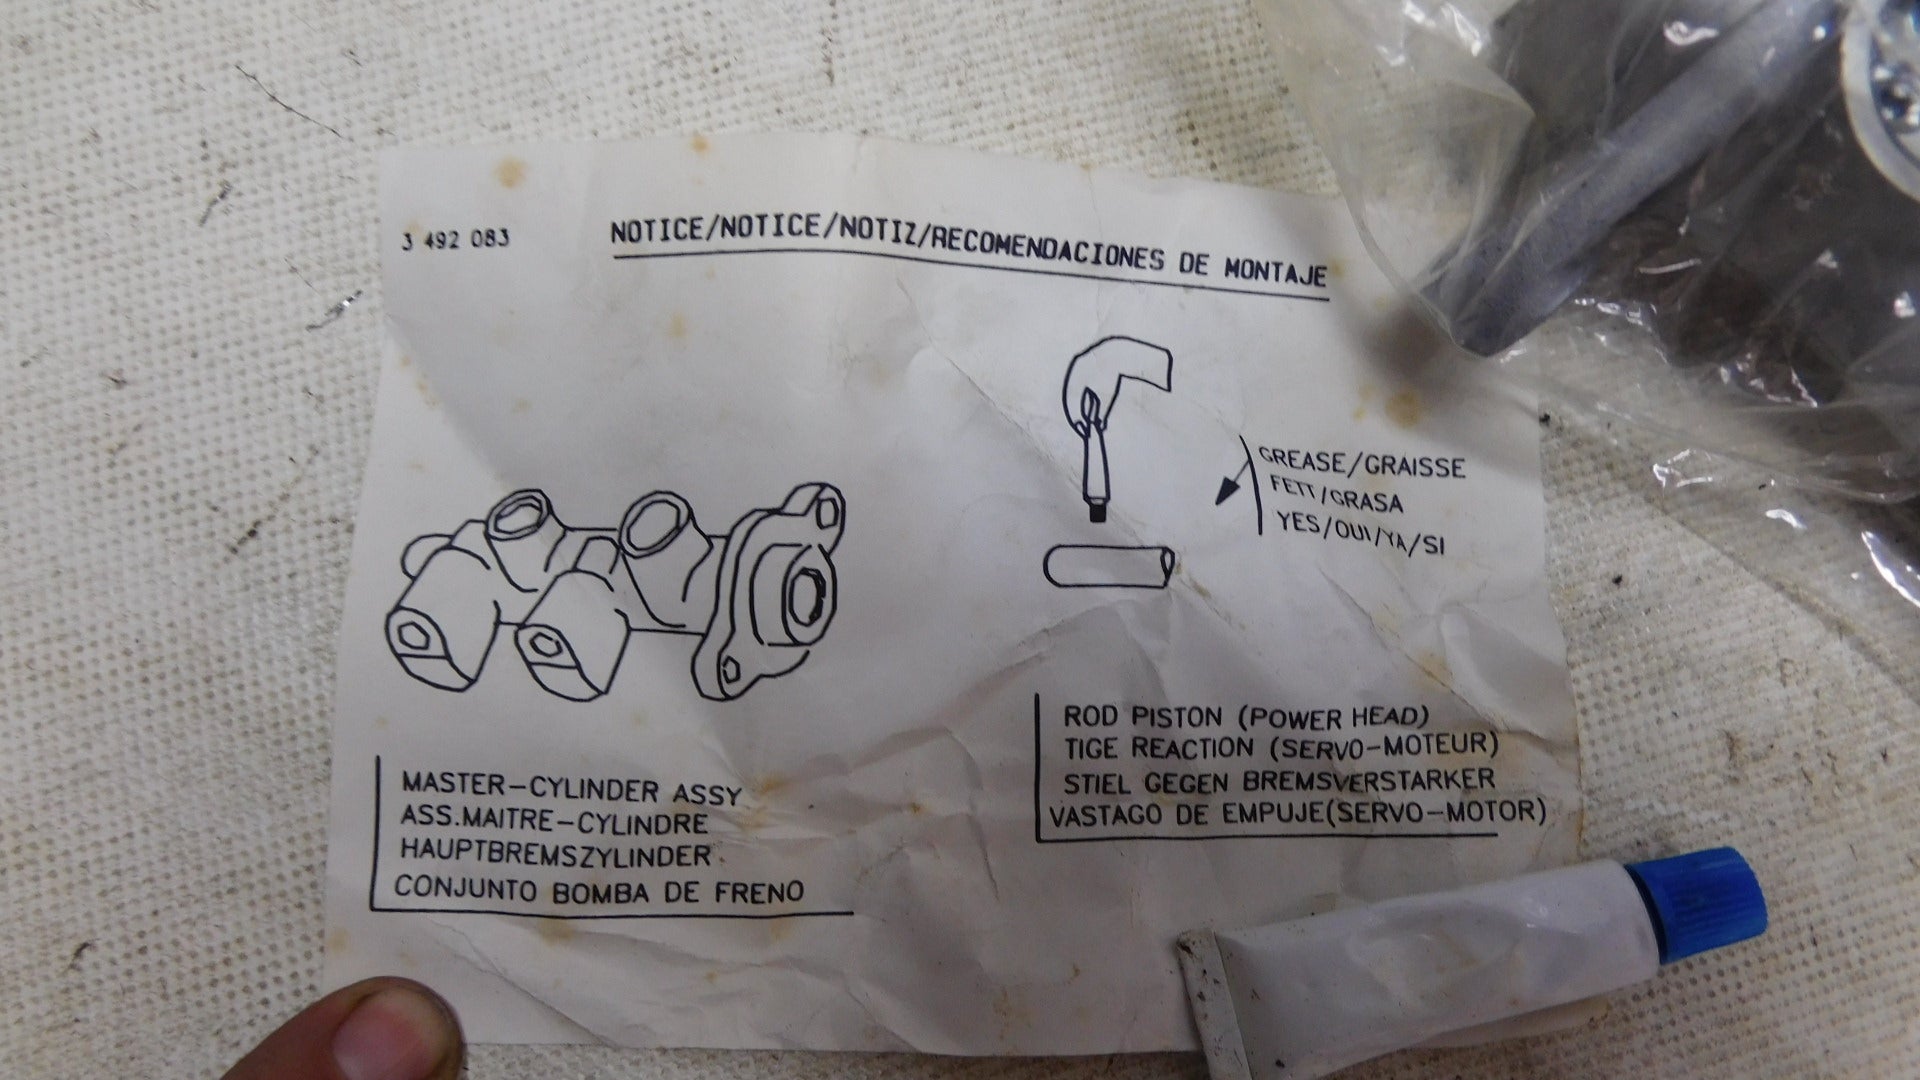 3 492 083
NOTICE/NOTICE/NOTIZ/RECOMENDACIONES DE MONTAJE
GREASE/GRAISSE
FETT/GRASA
YES/OUI/YA/SI
MASTER-CYLINDER ASSY
ASS.MAITRE-CYLINDRE
HAUPTBREMSZYLINDER
CONJUNTO BOMBA DE FRENO
ROD PISTON (POWER HEAD)
TIGE REACTION (SERVO-MOTEUR)
STIEL GEGEN BREMSVERSTARKER
VASTAGO DE EMPUJE(SERVO-MOTOR)